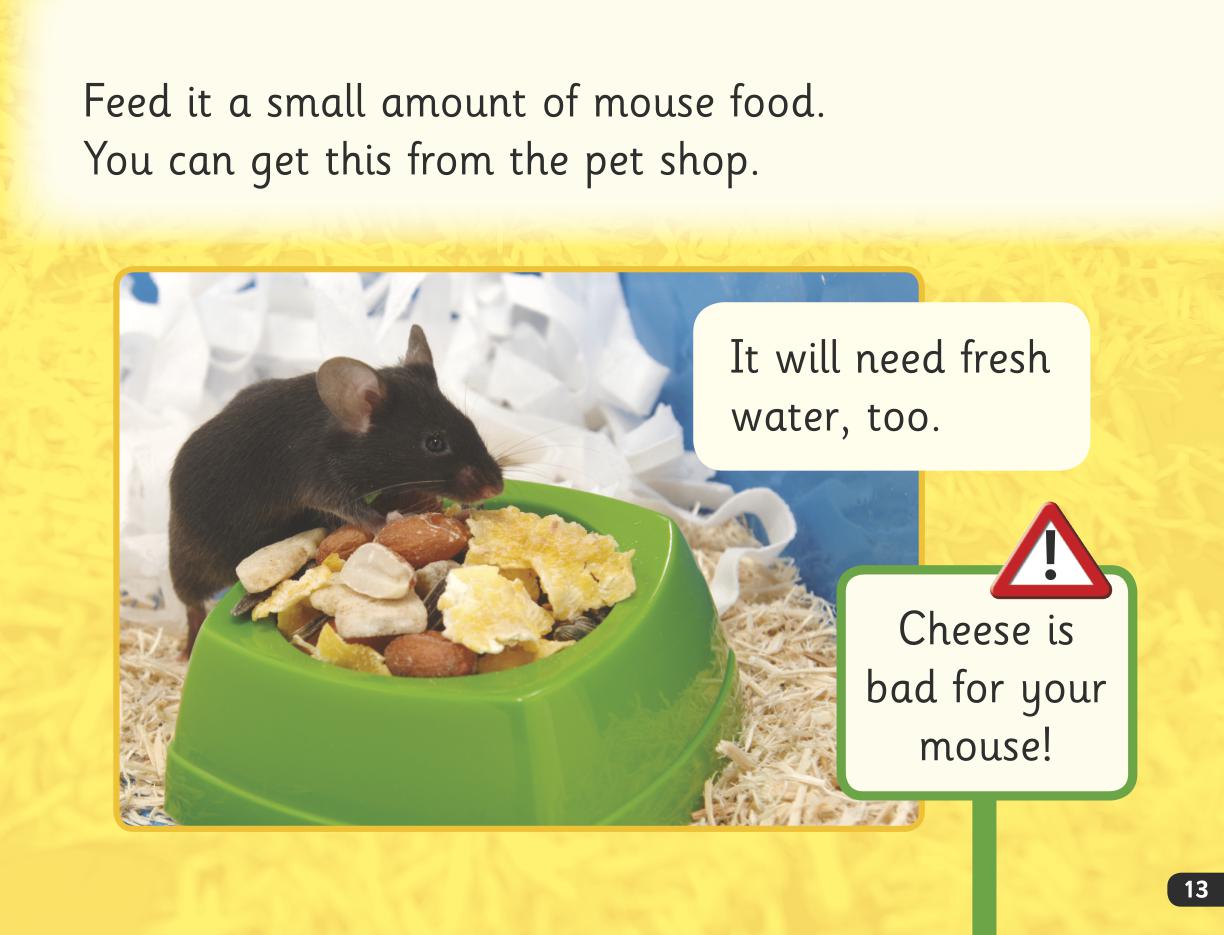 Feed it a small amount of mouse food.
You can get this from the pet shop.
It will need fresh
water, too.
!
Cheese is
bad for your
mouse!
13